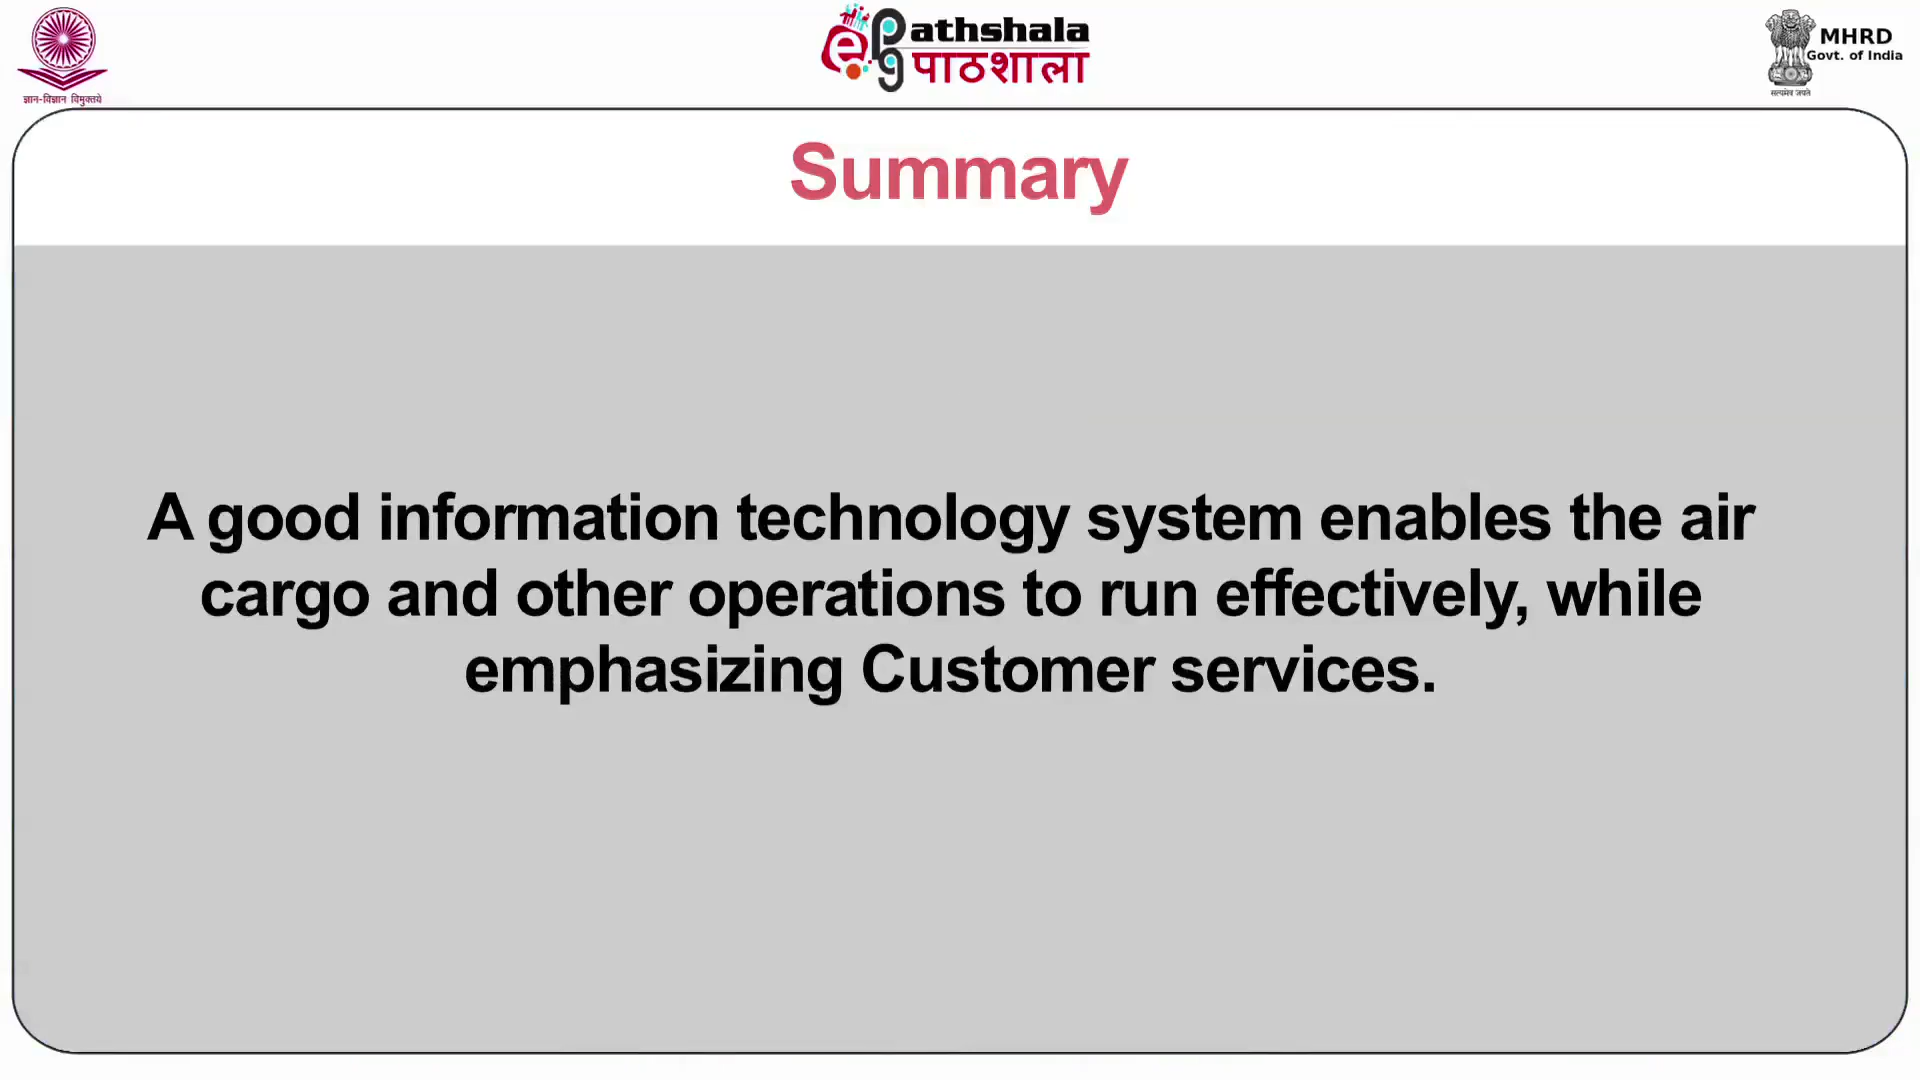 ज्ञान-विज्ञान विमुक्तये
ePGathshala
पाठशाला
MHRD
Govt. of India
सत्यमेव जयते
Summary
A good information technology system enables the air
cargo and other operations to run effectively, while
emphasizing Customer services.